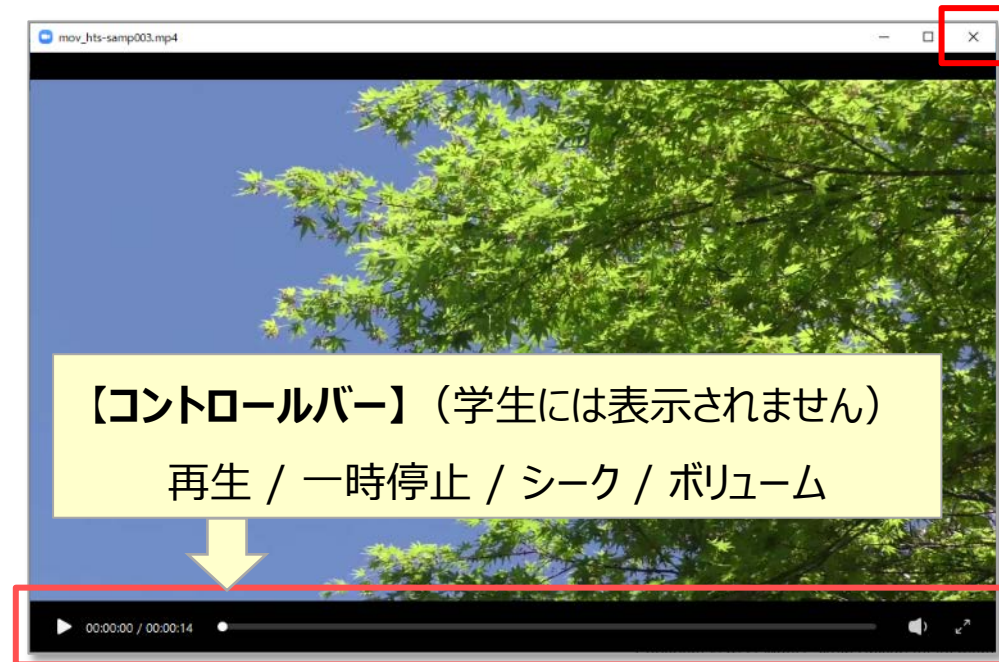 mov_hts-samp003.mp4
【コントロールバー】（学生には表示されません）
再生 / 一時停止 / シーク / ボリューム
00:00:00 / 00:00:14